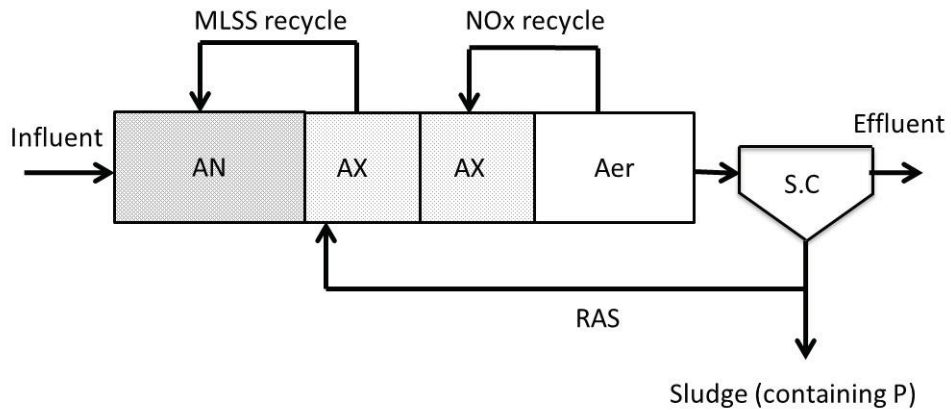 MLSS recycle
NOx recycle
Influent
AN
AX
AX
Aer
S.C
Effluent
RAS
Sludge (containing P)